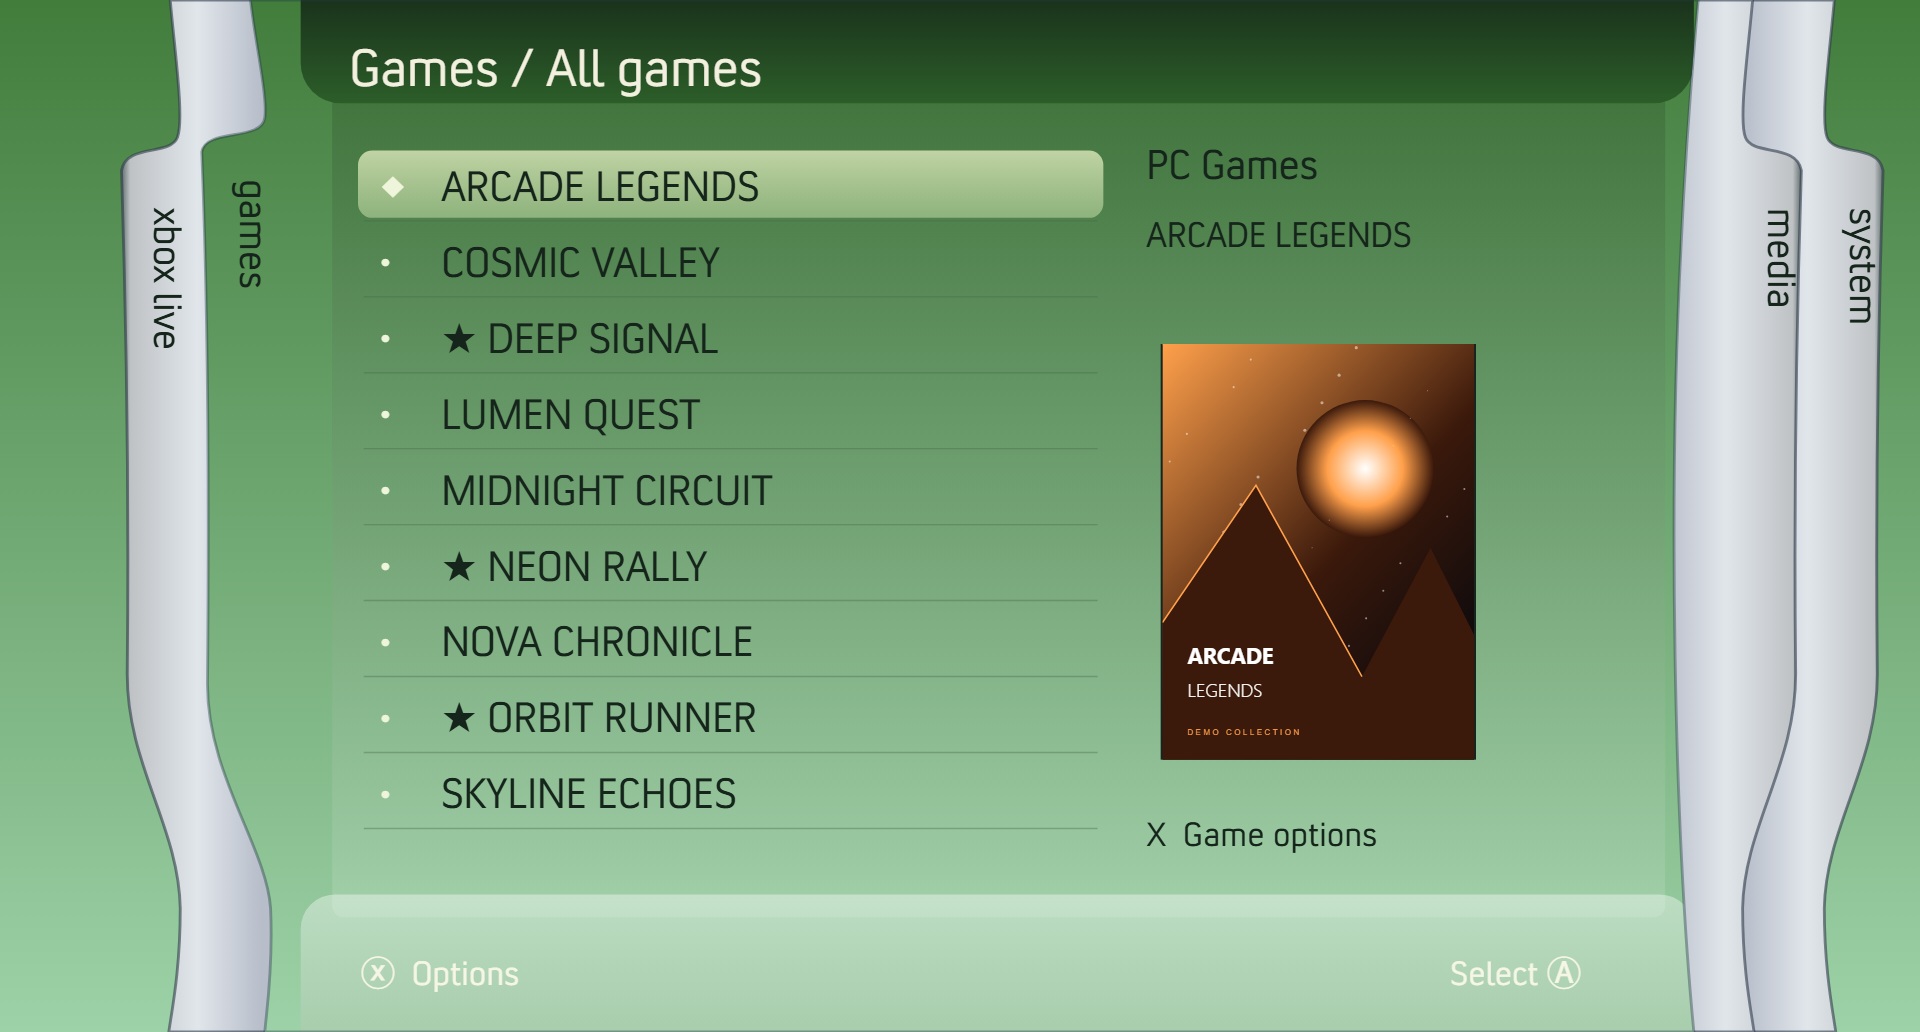 Games / All games
xbox live
games
ARCADE LEGENDS
COSMIC VALLEY
★ DEEP SIGNAL
LUMEN QUEST
MIDNIGHT CIRCUIT
★ NEON RALLY
NOVA CHRONICLE
★ ORBIT RUNNER
SKYLINE ECHOES
PC Games
ARCADE LEGENDS
ARCADE
LEGENDS
DEMO COLLECTION
X Game options
media
system
X Options
Select A